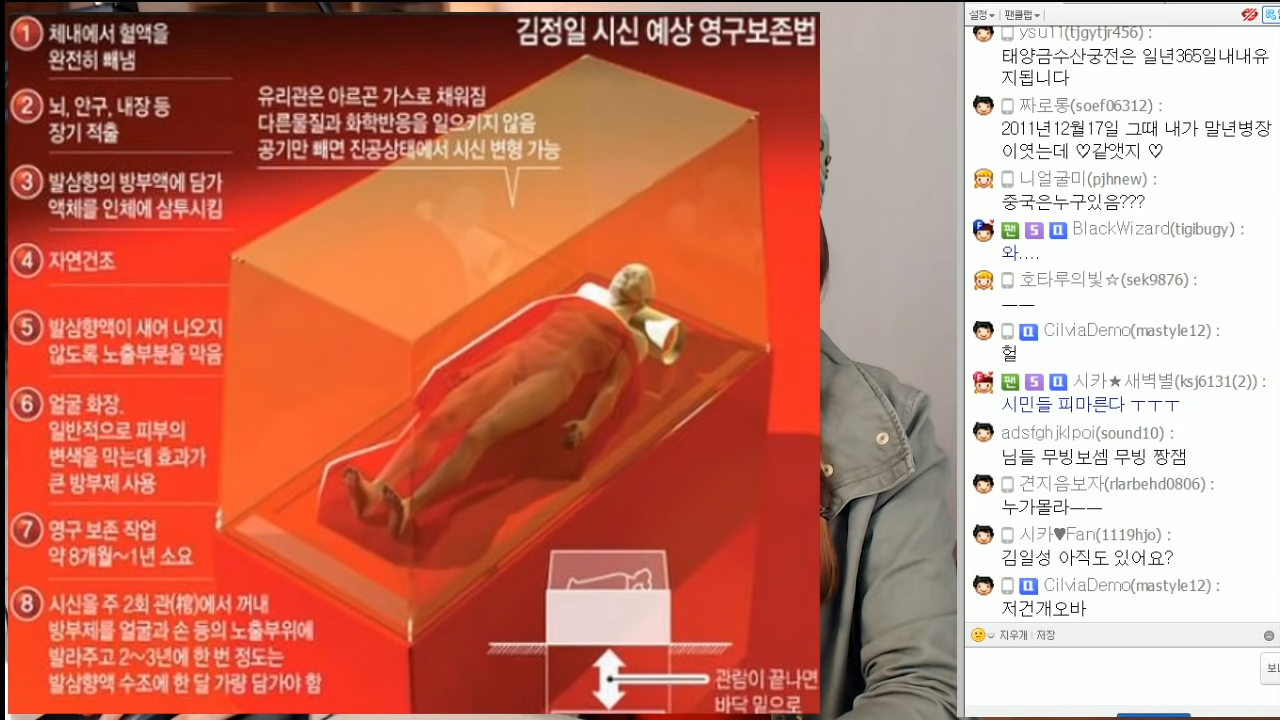 김정일 시신 예상 영구보존법
1 체내에서 혈액을
완전히 빼냄
2 뇌, 안구, 내장 등
장기 적출
3 발삼향의 방부액에 담가
액체를 인체에 삼투시킴
4 자연건조
5 발삼향액이 새어 나오지
않도록 노출부분을 막음
6 얼굴 화장.
일반적으로 피부의
변색을 막는데 효과가
큰 방부제 사용
7 영구 보존 작업
약 8개월~1년 소요
8 시신을 주 2회 관(棺)에서 꺼내
방부제를 얼굴과 손 등의 노출부위에
발라주고 2~3년에 한 번 정도는
발삼향액 수조에 한 달 가량 담가야 함
유리관은 아르곤 가스로 채워짐
다른물질과 화학반응을 일으키지 않음
공기만 빼면 진공상태에서 시신 변형 가능
관람이 끝나면
바닥 밑으로
설정 팬클럽
ysu11(tjgytjr456) :
태양금수산궁전은 일년365일내내유
지됩니다
짜로롱(soef06312) :
2011년12월17일 그때 내가 말년병장
이엿는데 ♡같앳지 ♡
니얼굴미(pjhnew) :
중국은누구있음???
팬 S BlackWizard(tigibugy) :
와....
호타루의빛☆(sek9876) :
ㅡㅡ
CilviaDemo(mastyle12) :
헐
팬 S 시카★새벽별(ksj6131(2)) :
시민들 피마른다 ㅜㅜㅜ
adsfghjklpoi(sound10) :
님들 무빙보셈 무빙 짱잼
견지음보자(rlarbehd0806) :
누가몰라ㅡㅡ
시카♥Fan(1119hjo) :
김일성 아직도 있어요?
CilviaDemo(mastyle12) :
저건개오바
지우개 저장